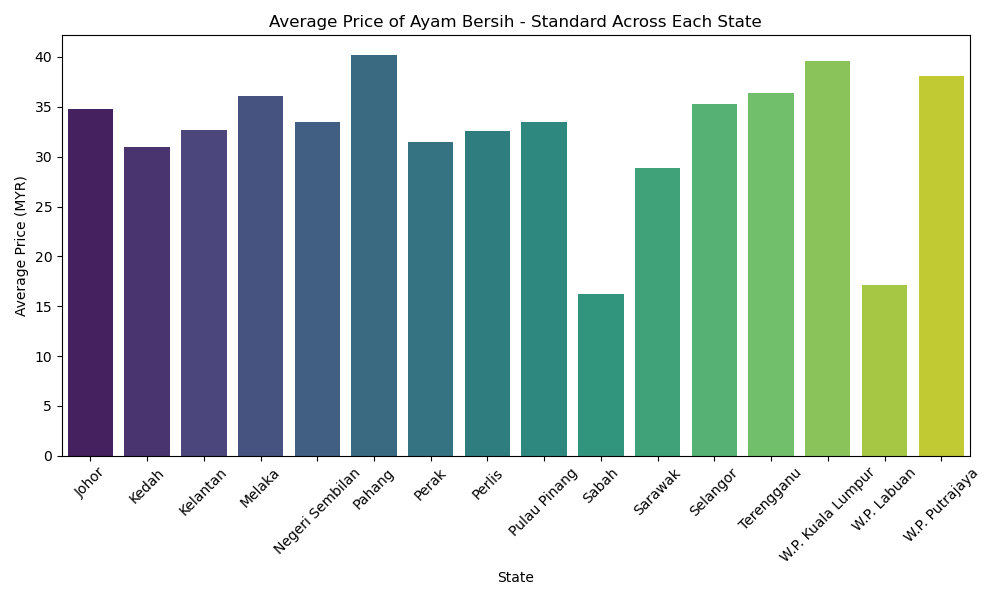 Average Price of Ayam Bersih - Standard Across Each State
Average Price (MYR)
40
35
30
25
20
15
10
5
0
Johor
Kedah
Kelantan
Melaka
Negeri Sembilan
Pahang
Perak
Perlis
Pulau Pinang
Sabah
Sarawak
Selangor
Terengganu
W.P. Kuala Lumpur
W.P. Labuan
W.P. Putrajaya
State